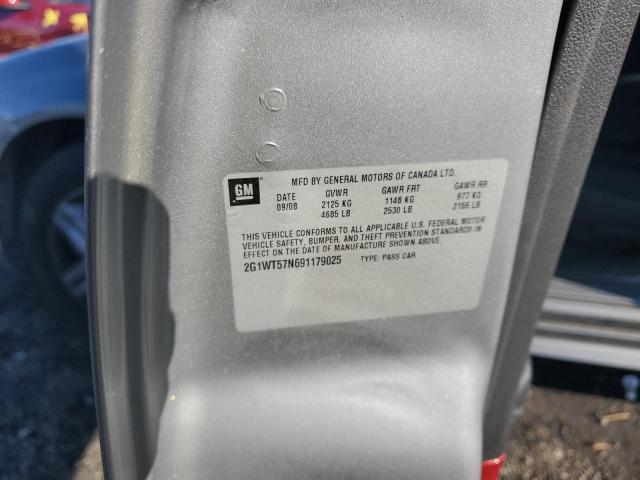 GM
MFD BY GENERAL MOTORS OF CANADA LTD.
DATE GVWR GAWR FRT GAWR RR
09/08 2125 KG 1148 KG 977 KG
4685 LB 2530 LB 2155 LB
THIS VEHICLE CONFORMS TO ALL APPLICABLE U.S. FEDERAL MOTOR
VEHICLE SAFETY, BUMPER, AND THEFT PREVENTION STANDARDS IN
EFFECT ON THE DATE OF MANUFACTURE SHOWN ABOVE.
2G1WT57N691179025 TYPE: PASS CAR